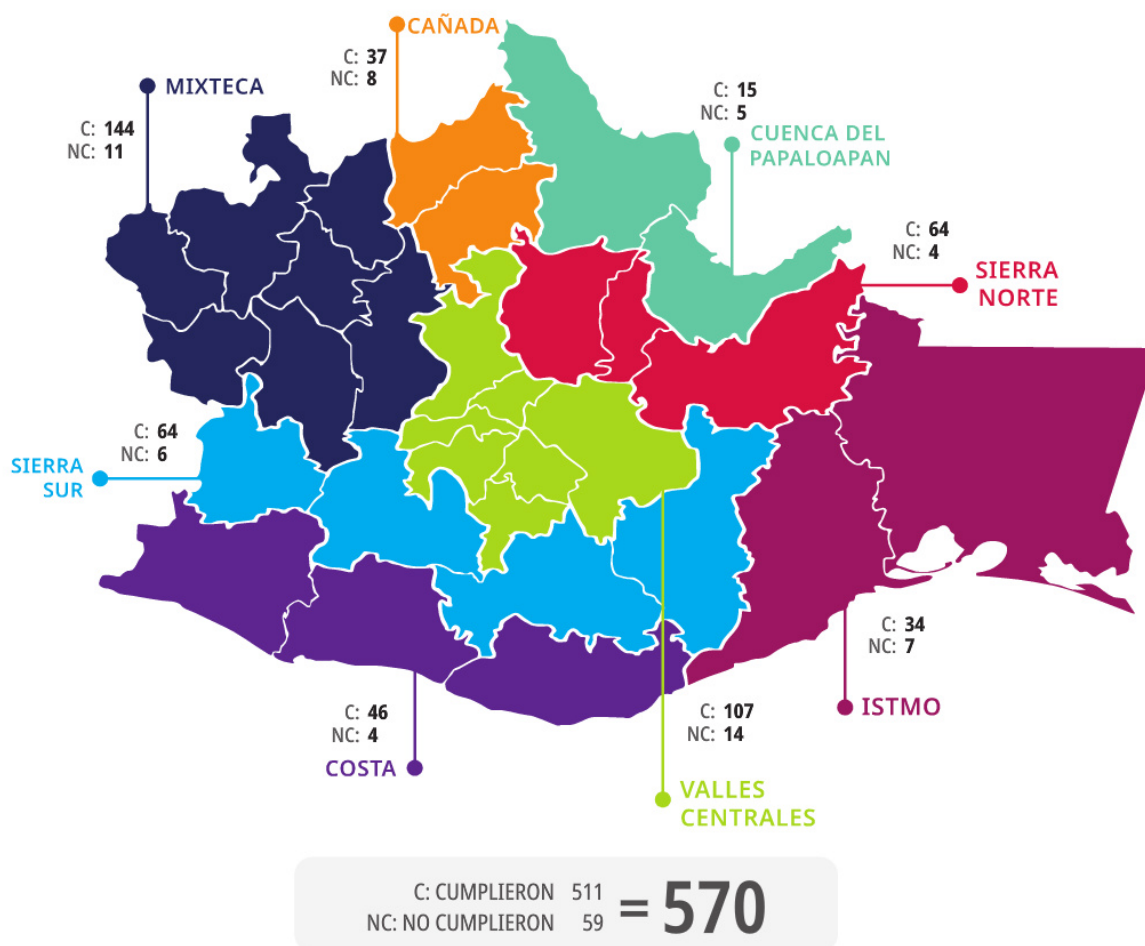 CAÑADA
C: 37
NC: 8
MIXTECA
C: 144
NC: 11
C: 15
NC: 5
CUENCA DEL
PAPALOAPAN
C: 64
NC: 4
SIERRA
NORTE
C: 64
NC: 6
SIERRA
SUR
C: 34
NC: 7
ISTMO
C: 46
NC: 4
COSTA
C: 107
NC: 14
VALLES
CENTRALES
C: CUMPLIERON 511
NC: NO CUMPLIERON 59
= 570